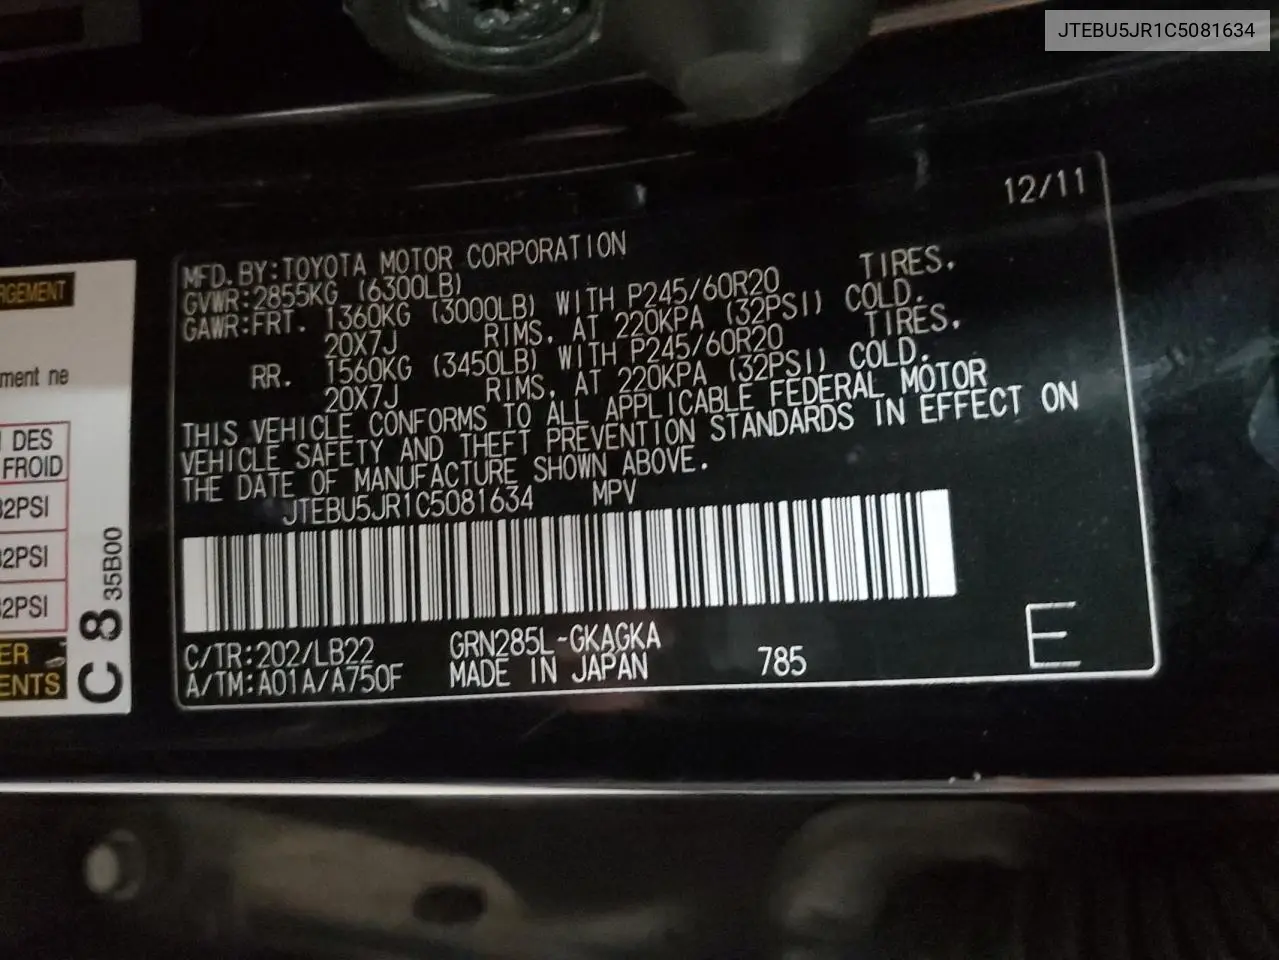 JTEBU5JR1C5081634
12/11
MFD.BY:TOYOTA MOTOR CORPORATION
GVWR:2855KG (6300LB)
GAWR:FRT. 1360KG (3000LB) WITH P245/60R20 TIRES.
20X7J RIMS, AT 220KPA (32PSI) COLD.
RR. 1560KG (3450LB) WITH P245/60R20 TIRES.
20X7J RIMS, AT 220KPA (32PSI) COLD.
THIS VEHICLE CONFORMS TO ALL APPLICABLE FEDERAL MOTOR
VEHICLE SAFETY AND THEFT PREVENTION STANDARDS IN EFFECT ON
THE DATE OF MANUFACTURE SHOWN ABOVE.
JTEBU5JR1C5081634 MPV
C/TR:202/LB22 GRN285L-GKAGKA
A/TM:A01A/A750F MADE IN JAPAN 785
E
RGEMENT
ment ne
DES
FROID
2PSI
2PSI
2PSI
ER
ENTS
C 8 35B00